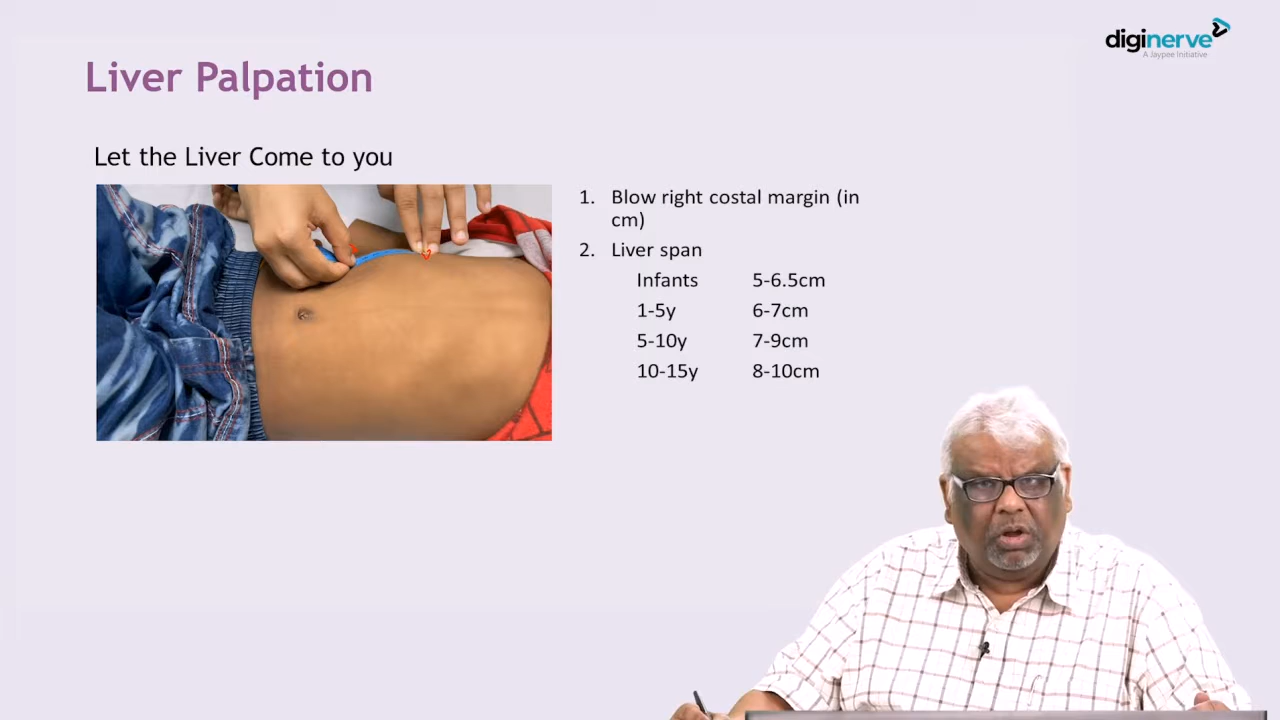 diginerve
A Jaypee Initiative
Liver Palpation
Let the Liver Come to you
1. Blow right costal margin (in
cm)
2. Liver span
Infants 5-6.5cm
1-5y 6-7cm
5-10y 7-9cm
10-15y 8-10cm